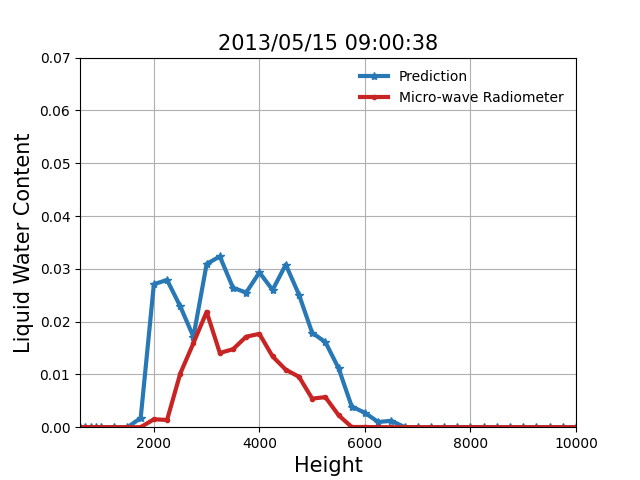 2013/05/15 09:00:38
Prediction
Micro-wave Radiometer
Liquid Water Content
0.07
0.06
0.05
0.04
0.03
0.02
0.01
0.00
2000 4000 6000 8000 10000
Height